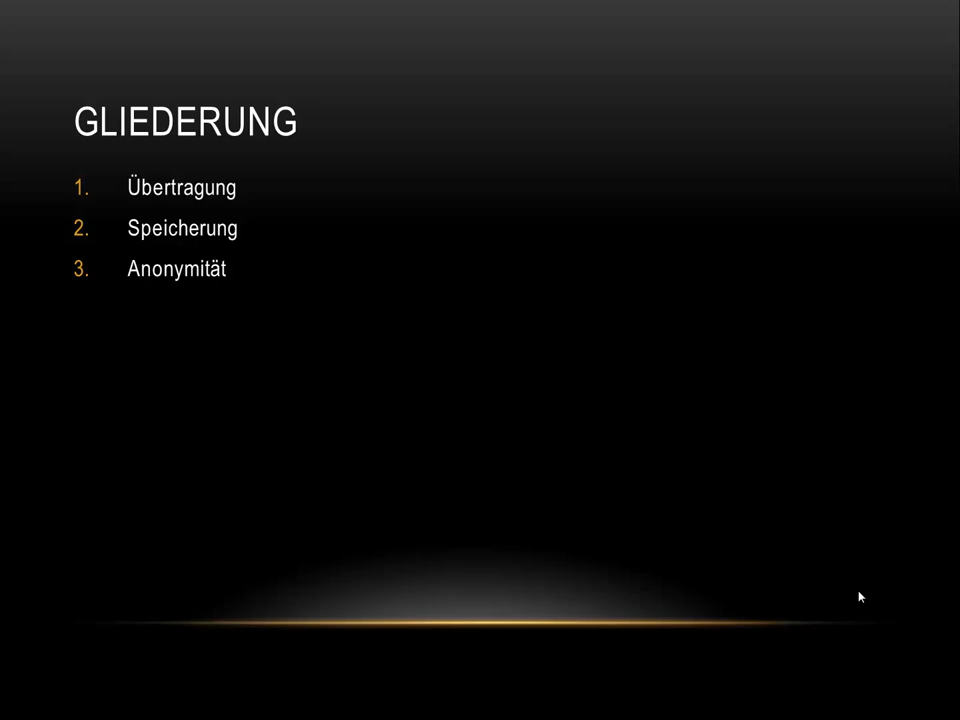 GLIEDERUNG
1. Übertragung
2. Speicherung
3. Anonymität